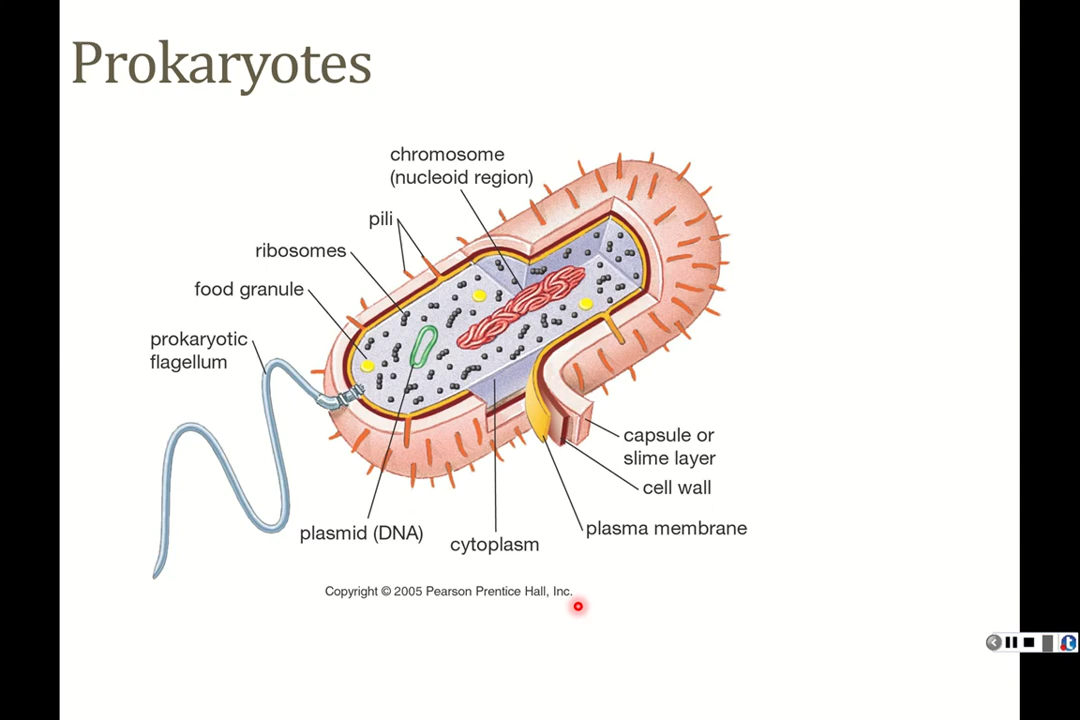 Prokaryotes
chromosome
(nucleoid region)
pili
ribosomes
food granule
prokaryotic
flagellum
capsule or
slime layer
cell wall
plasma membrane
plasmid (DNA)
cytoplasm
Copyright © 2005 Pearson Prentice Hall, Inc.
t